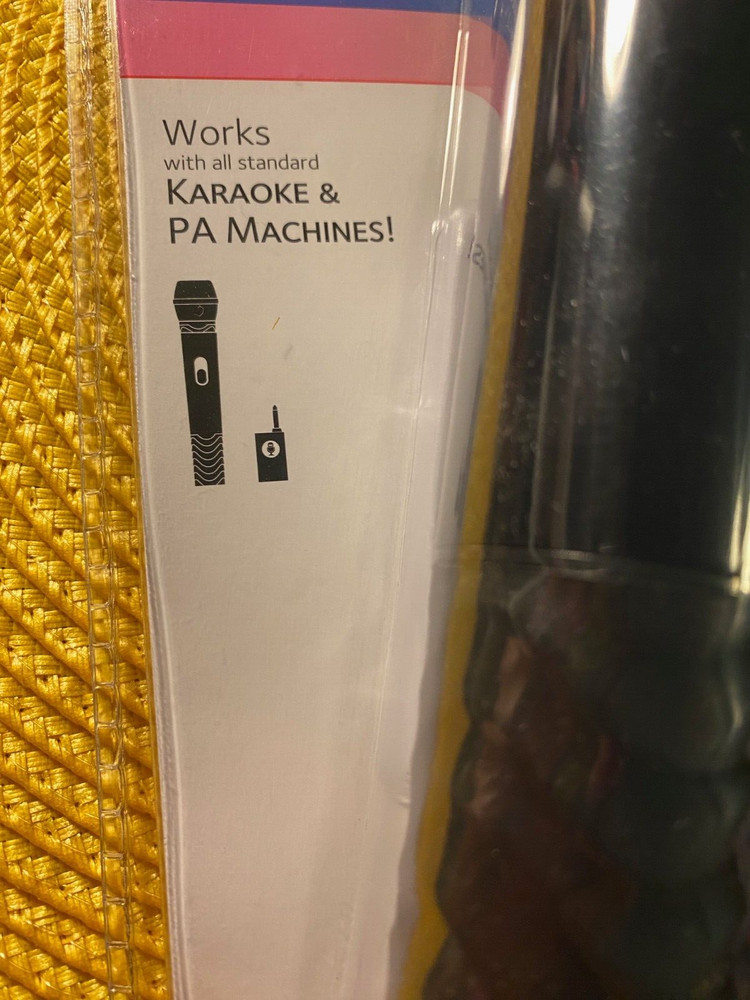 Works
with all standard
KARAOKE &
PA MACHINES!